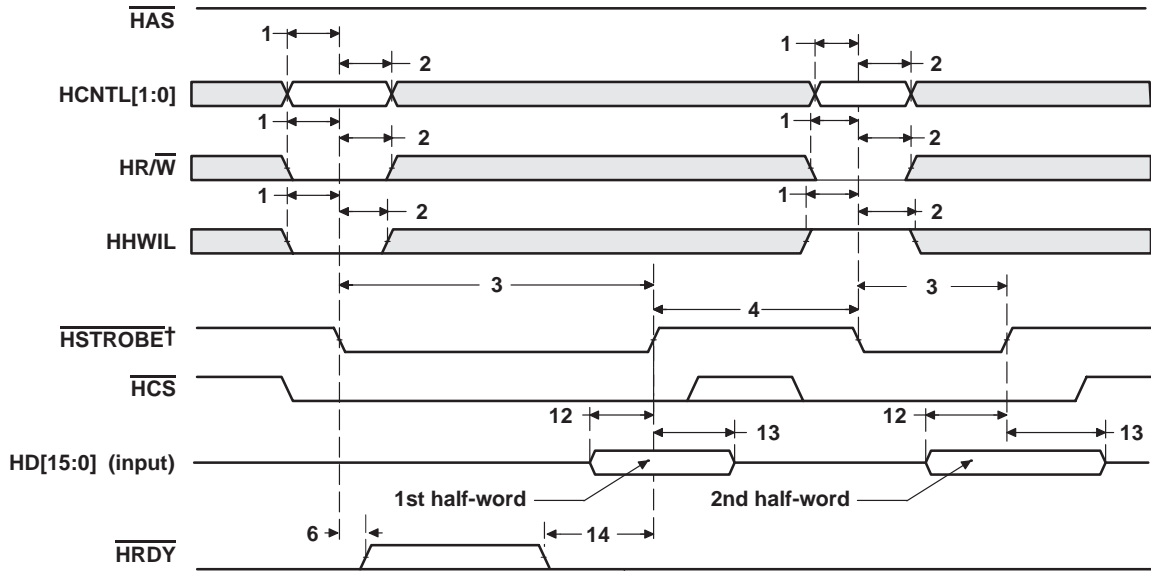 HAS
1
1
2
2
HCNTL[1:0]
1
2
1
2
HR/W
1
2
1
2
HHWIL
3
3
4
HSTROBE†
HCS
12
12
13
13
HD[15:0] (input)
1st half-word
2nd half-word
6
14
HRDY